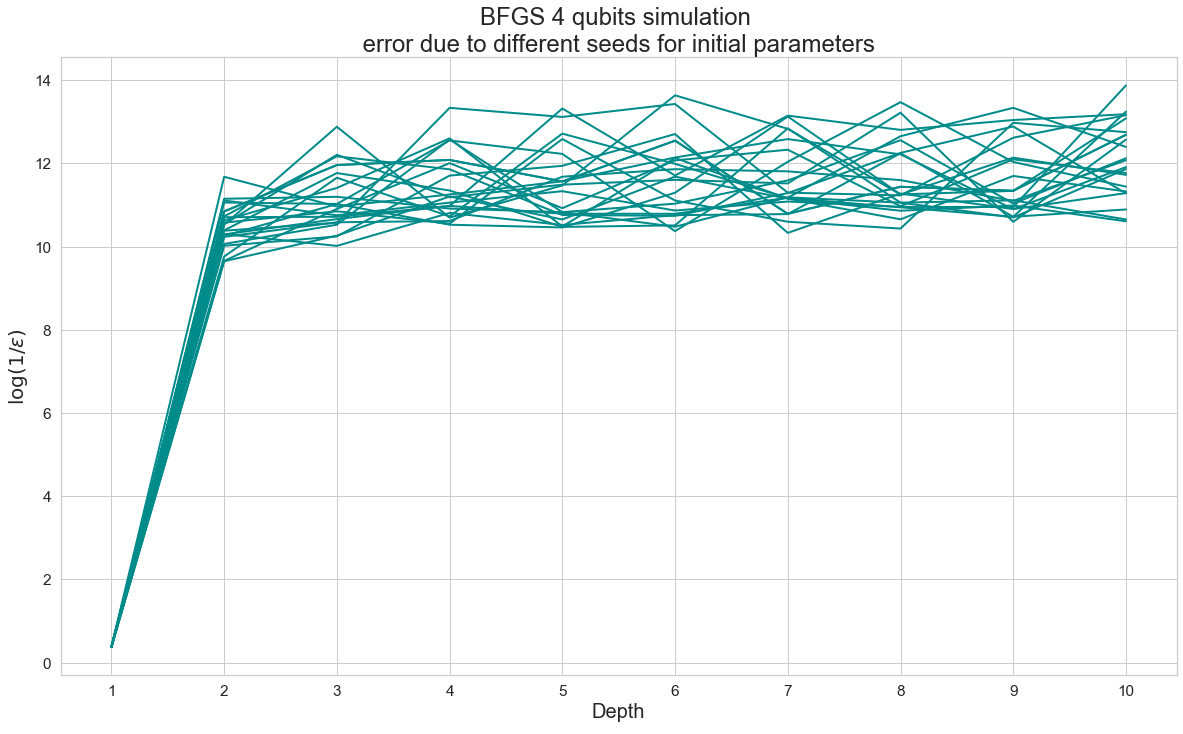 BFGS 4 qubits simulation
error due to different seeds for initial parameters
14
12
10
8
6
4
2
0
log(1/ε)
1 2 3 4 5 6 7 8 9 10
Depth